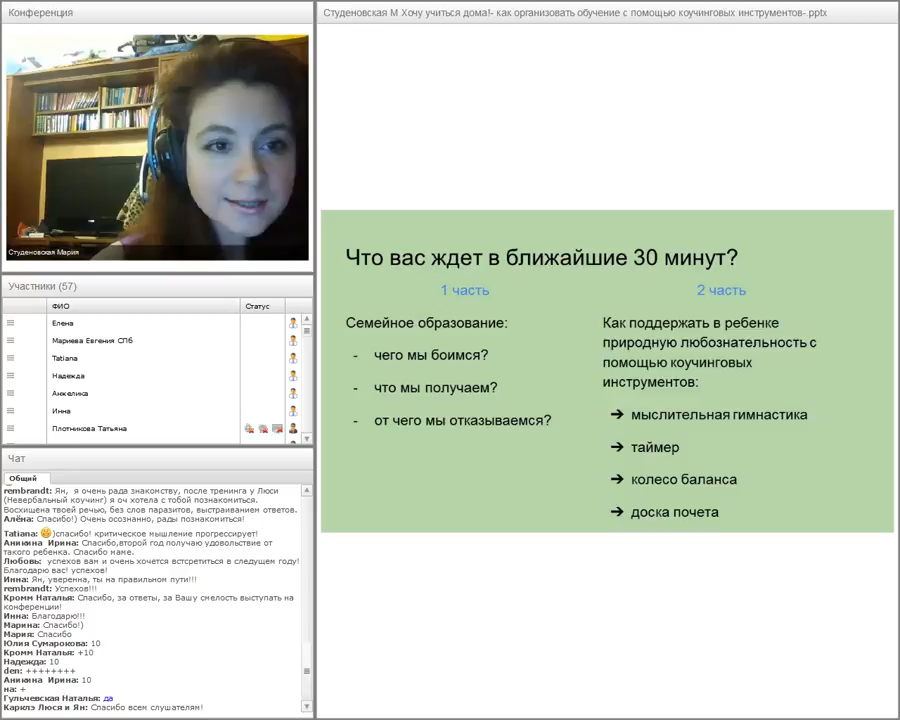 Конференция
Студеновская Мария
Участники (57)
ФИО
Статус
Елена
Мариева Евгения СПб
Tatiana
Надежда
Анжелика
Инна
Плотникова Татьяна
Чат
Общий
rembrandt: Ян, я очень рада знакомству, после тренинга у Люси
(Невербальный коучинг) я оч хотела с тобой познакомиться.
Восхищена твоей речью, без слов паразитов, выстраиванием ответов.
Алёна: Спасибо!) Очень осознанно, рады познакомиться!
Tatiana: )спасибо! критическое мышление прогрессирует!
Аникина Ирина: Спасибо,второй год получаю удовольствие от
такого ребенка. Спасибо маме.
Любовь: успехов вам и очень хочется встсретиться в следущем году!
Благодарю вас! успехов!
Инна: Ян, уверенна, ты на правильном пути!!!
rembrandt: Успехов!!!
Кромм Наталья: Спасибо, за ответы, за Вашу смелость выступать на
конференции!
Инна: Благодарю!!!
Марина: Спасибо!)
Мария: Спасибо
Юлия Сумарокова: 10
Кромм Наталья: +10
Надежда: 10
den: ++++++++
Аникина Ирина: 10
на: +
Гульчевская Наталья: да
Карклэ Люся и Ян: Спасибо всем слушателям!
Студеновская М Хочу учиться дома!- как организовать обучение с помощью коучинговых инструментов-.pptx
Что вас ждет в ближайшие 30 минут?
1 часть
Семейное образование:
- чего мы боимся?
- что мы получаем?
- от чего мы отказываемся?
2 часть
Как поддержать в ребенке
природную любознательность с
помощью коучинговых
инструментов:
➔ мыслительная гимнастика
➔ таймер
➔ колесо баланса
➔ доска почета